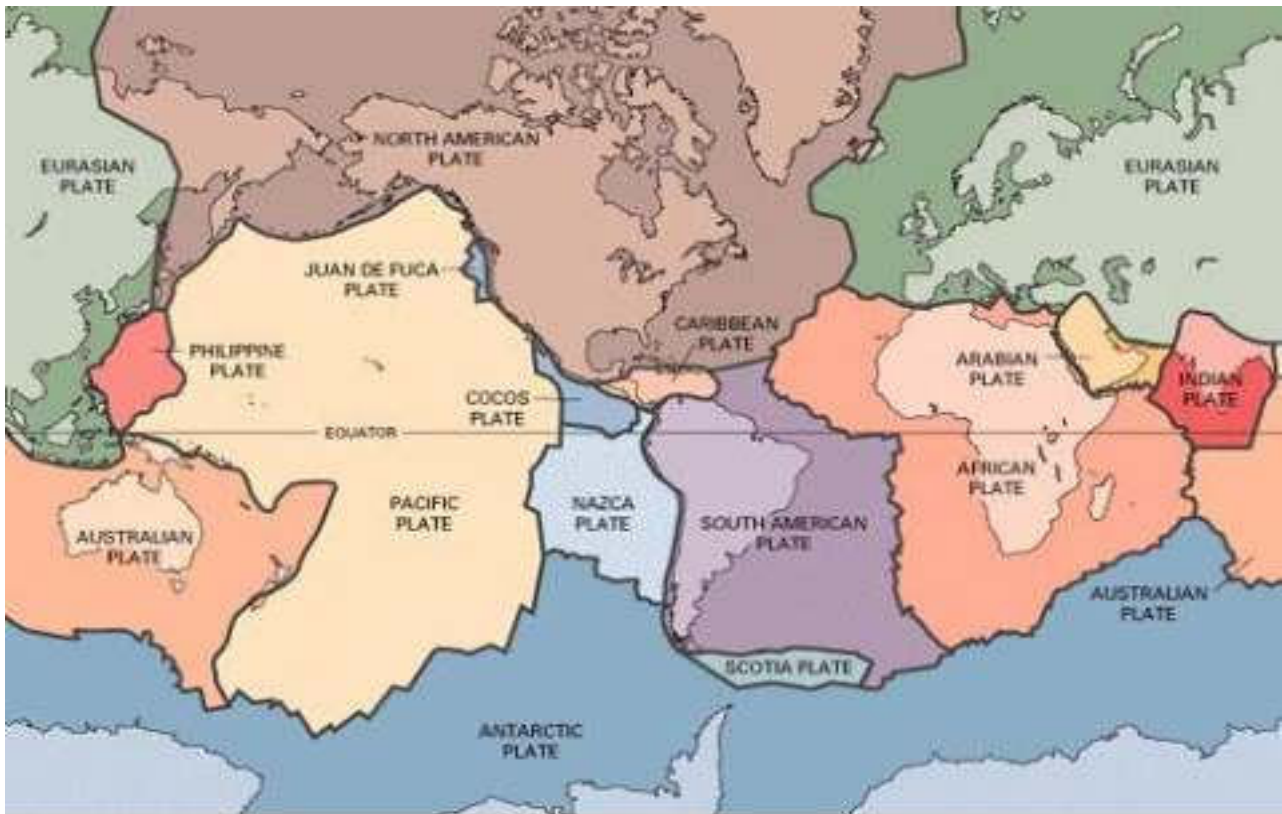 NORTH AMERICAN
PLATE
EURASIAN
PLATE
EURASIAN
PLATE
JUAN DE FUCA
PLATE
CARIBBEAN
PLATE
PHILIPPINE
PLATE
ARABIAN
PLATE
INDIAN
PLATE
COCOS
PLATE
EQUATOR
AFRICAN
PLATE
PACIFIC
PLATE
NAZCA
PLATE
SOUTH AMERICAN
PLATE
AUSTRALIAN
PLATE
AUSTRALIAN
PLATE
SCOTIA PLATE
ANTARCTIC
PLATE